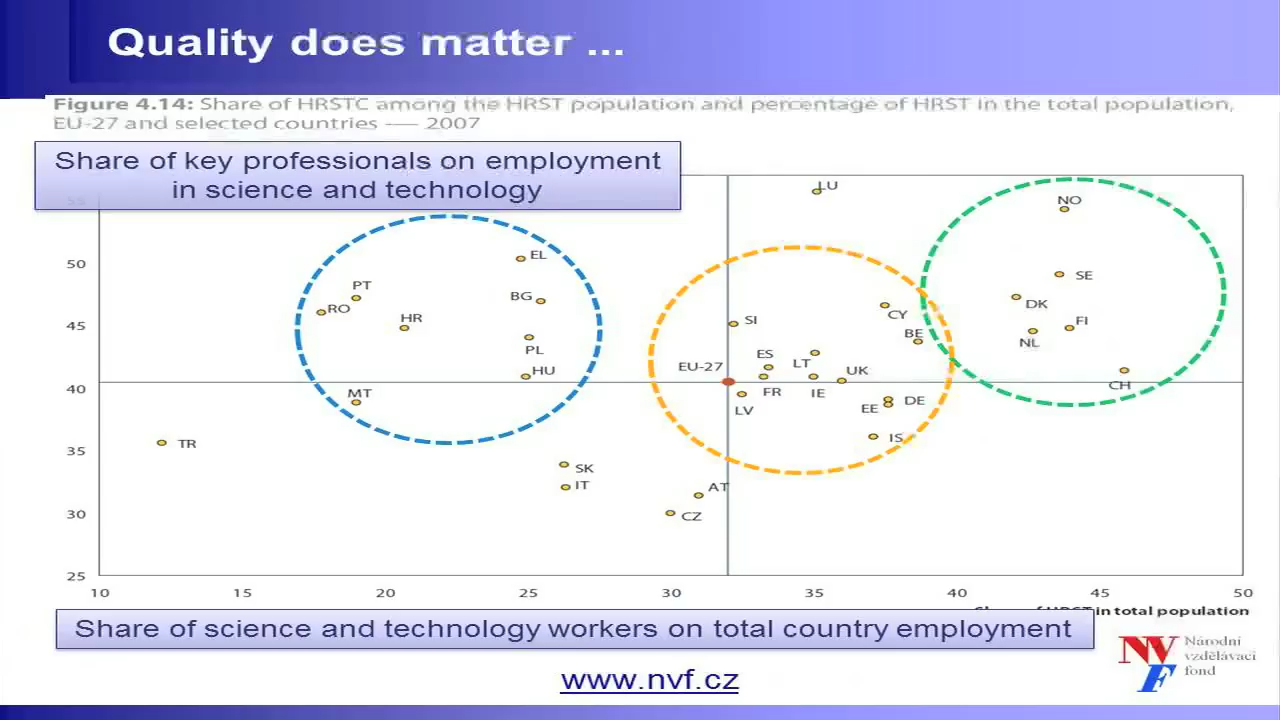 Quality does matter ...
Figure 4.14: Share of HRSTC among the HRST population and percentage of HRST in the total population,
EU-27 and selected countries — 2007
Share of key professionals on employment
in science and technology
55
LU
NO
50
EL
SE
PT
BG
DK
RO
45
HR
SI
CY
FI
BE
NL
PL
ES
LT
EU-27
UK
HU
40
CH
MT
FR
IE
DE
LV
EE
35
TR
IS
SK
IT
AT
30
CZ
25
10 15 20 25 30 35 40 45 50
in total population
Share of science and technology workers on total country employment
NVF
Národní
vzdělávací
fond
www.nvf.cz